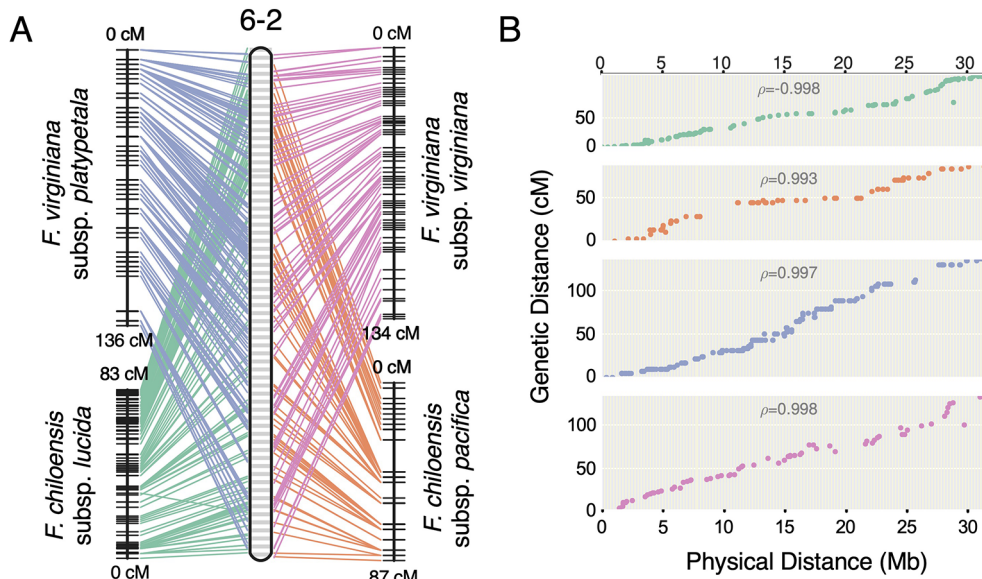 A
6-2
B
0 cM
0 cM
F. virginiana
subsp. platypetala
F. virginiana
subsp. virginiana
136 cM
134 cM
83 cM
0 cM
F. chiloensis
subsp. lucida
F. chiloensis
subsp. pacifica
0 cM
87 cM
0 5 10 15 20 25 30
ρ=-0.998
50
0
ρ=0.993
50
0
ρ=0.997
100
50
0
ρ=0.998
100
50
0
0 5 10 15 20 25 30
Genetic Distance (cM)
Physical Distance (Mb)